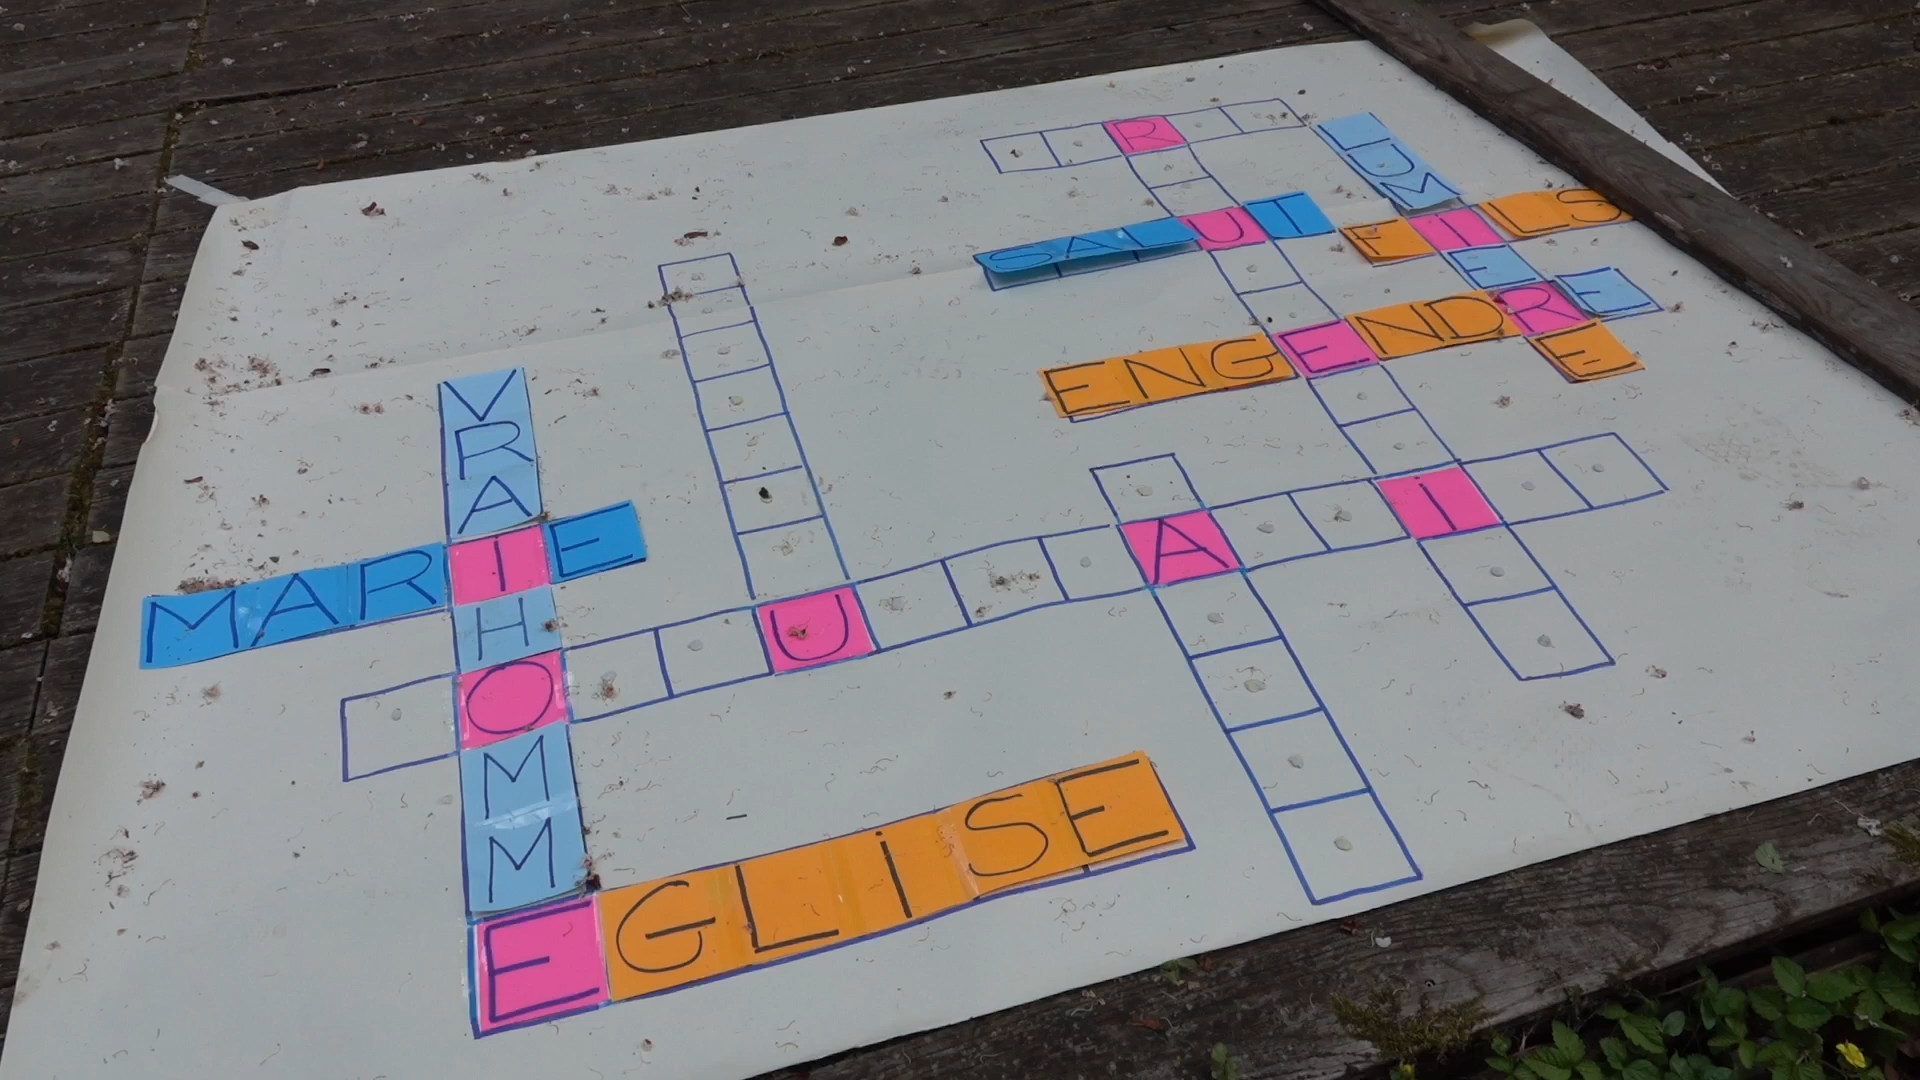 R
LUMIERE
SALUT
FILS
ENGENDRE
VRAI HOMME
MARIE
I
A
U
EGLISE